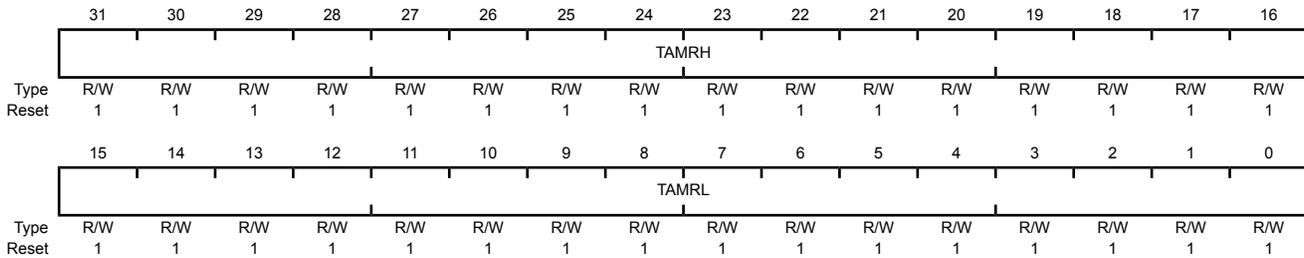 31 30 29 28 27 26 25 24 23 22 21 20 19 18 17 16
TAMRH
Type R/W R/W R/W R/W R/W R/W R/W R/W R/W R/W R/W R/W R/W R/W R/W R/W
Reset 1 1 1 1 1 1 1 1 1 1 1 1 1 1 1 1
15 14 13 12 11 10 9 8 7 6 5 4 3 2 1 0
TAMRL
Type R/W R/W R/W R/W R/W R/W R/W R/W R/W R/W R/W R/W R/W R/W R/W R/W
Reset 1 1 1 1 1 1 1 1 1 1 1 1 1 1 1 1